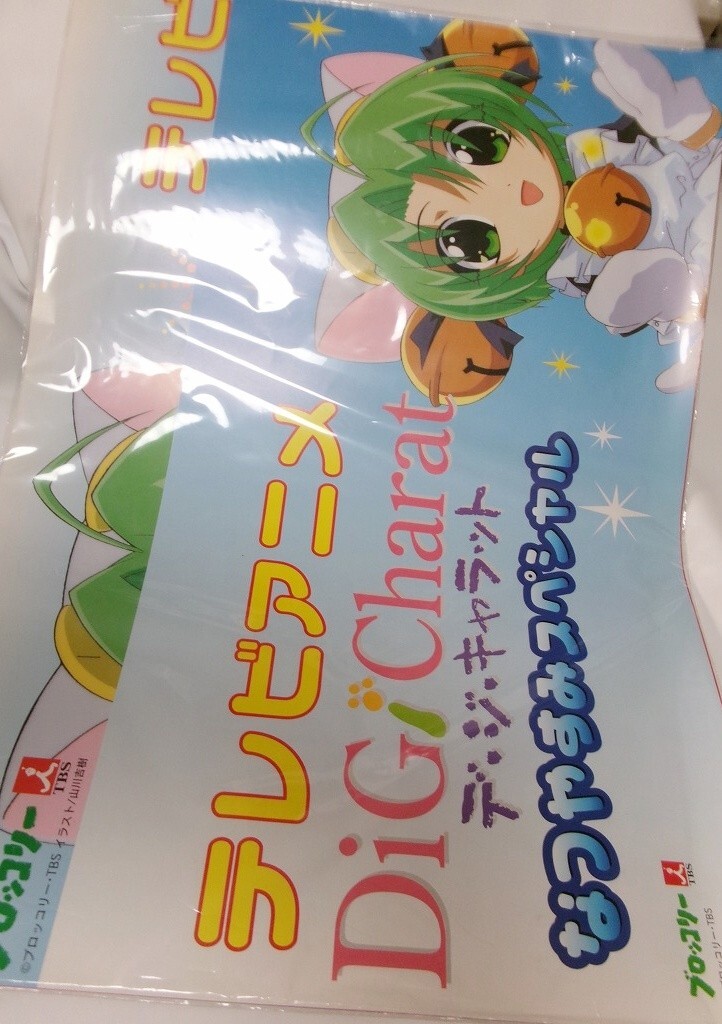 テレビ
テレビアニメ
DiGiCharat
デ・ジ・キャラット
なつやすみスペシャル
TBS
ブロッコリー
TBS
ブロッコリー
©ブロッコリー・TBS イラスト/山川吉樹
ブロッコリー・TBS